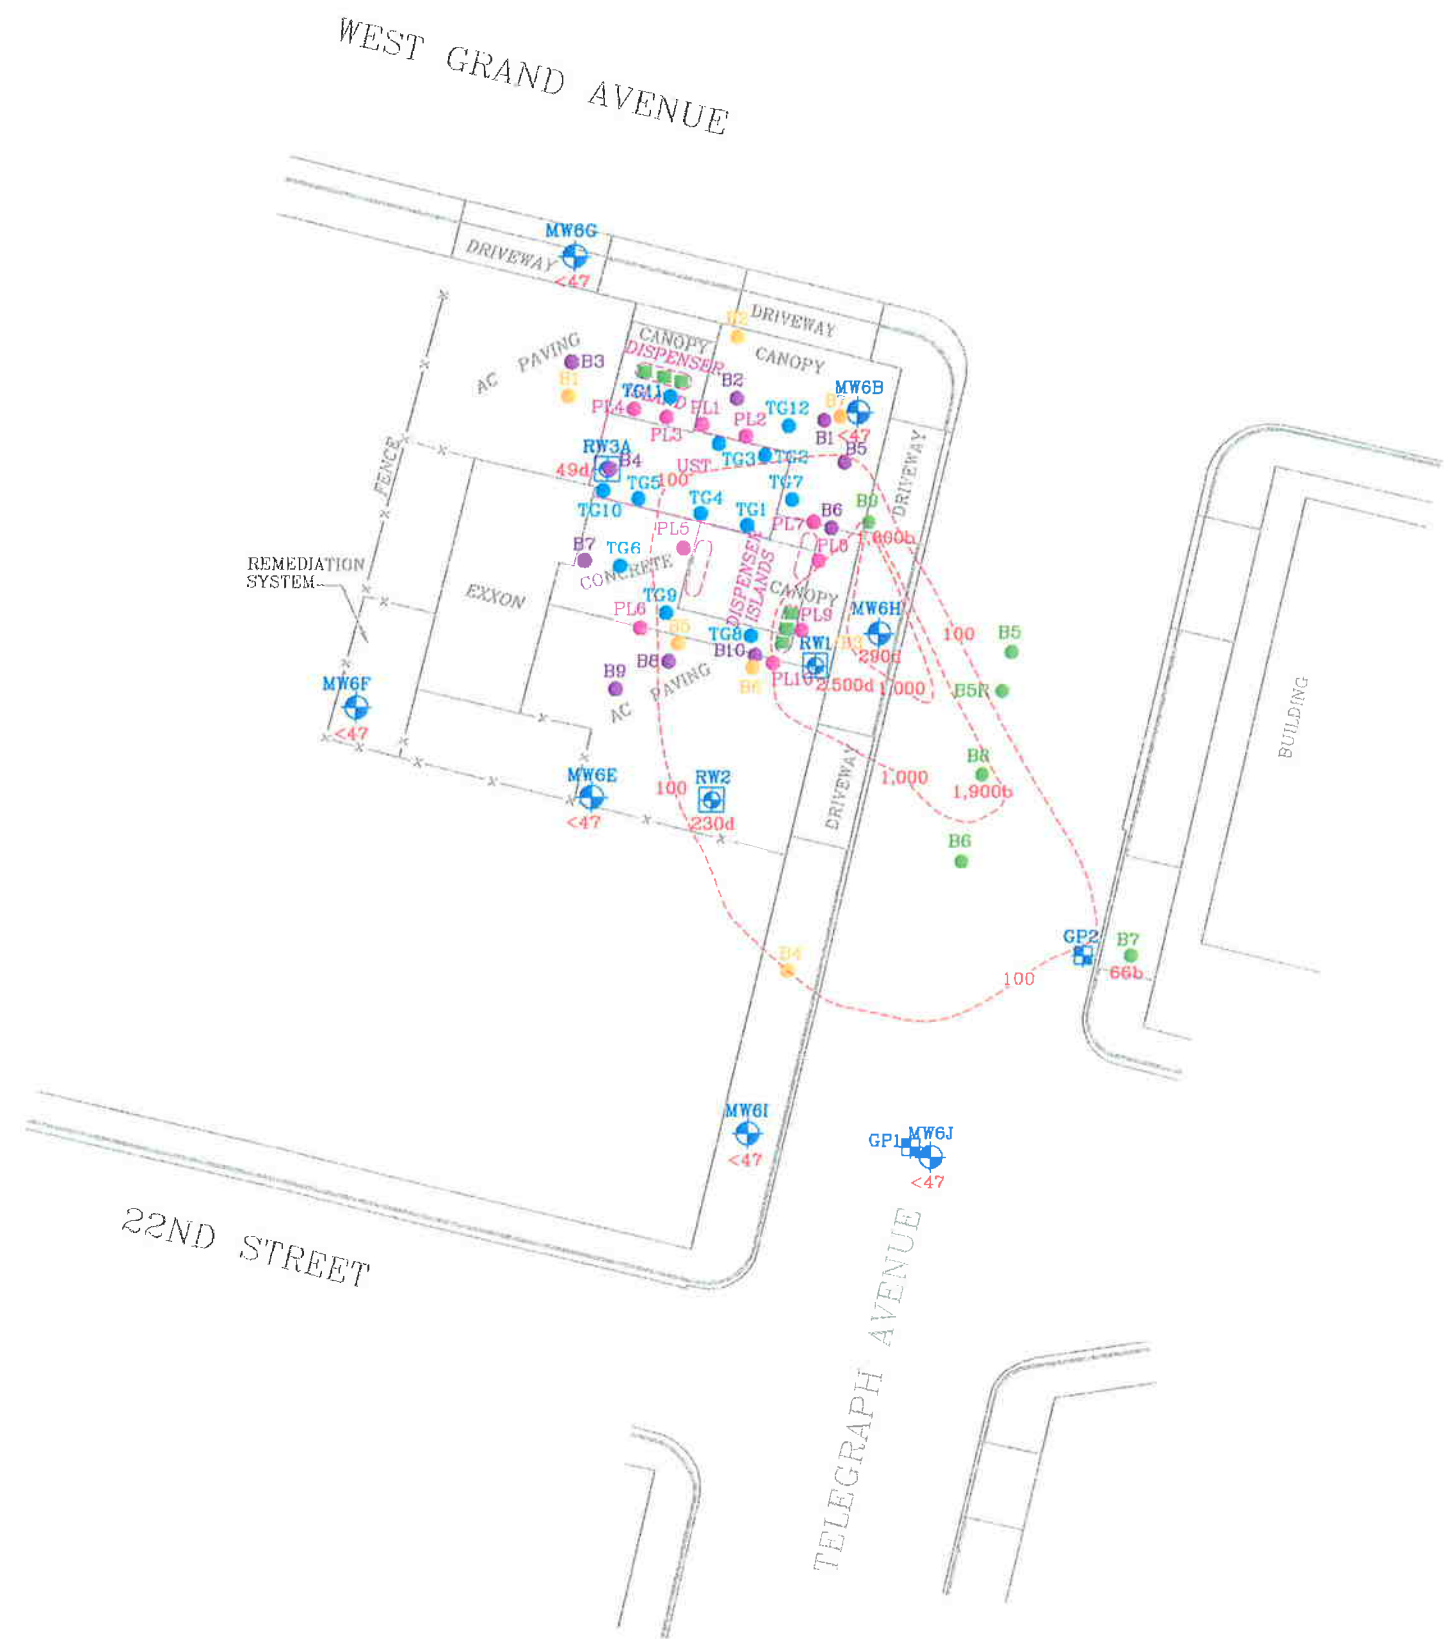 WEST GRAND AVENUE
MW6G
<47
DRIVEWAY
DRIVEWAY
CANOPY
CANOPY
DISPENSER
AC PAVING
B3
B1
TG11
PL4
PL3
PL1
B2
PL2
TG12
B1
B7
MW6B
<47
B5
RW3A
49d
B4
UST
TG3
TG2
100
TG10
TG5
TG4
TG1
TG7
PL7
B6
1,600b
DRIVEWAY
FENCE
B7
TG6
PL5
CONCRETE
DISPENSER
ISLANDS
CANOPY
REMEDIATION
SYSTEM
EXXON
PL6
TG9
B5
TG8
B10
B6
PL9
RW1
PL10
2,500d
B3
MW6H
290d
1,000
100
B5
B5R
B8
B9
AC PAVING
MW6F
<47
BUILDING
MW6E
<47
100
RW2
230d
DRIVEWAY
1,000
1,900b
B6
B4
GP2
B7
66b
100
MW6I
<47
GP1
MW6J
<47
22ND STREET
TELEGRAPH AVENUE